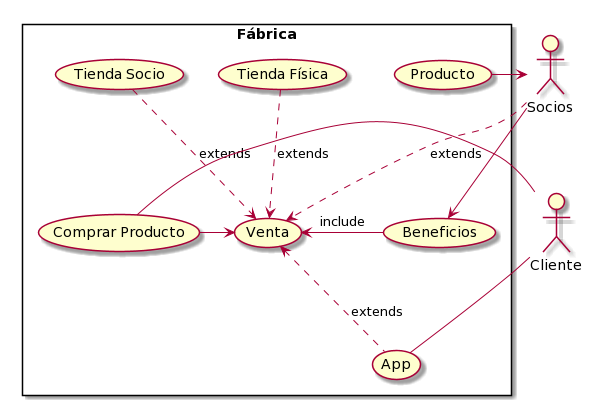 Fábrica
Tienda Socio
Tienda Física
Producto
Socios
extends
extends
extends
Comprar Producto
Venta
include
Beneficios
Cliente
extends
App